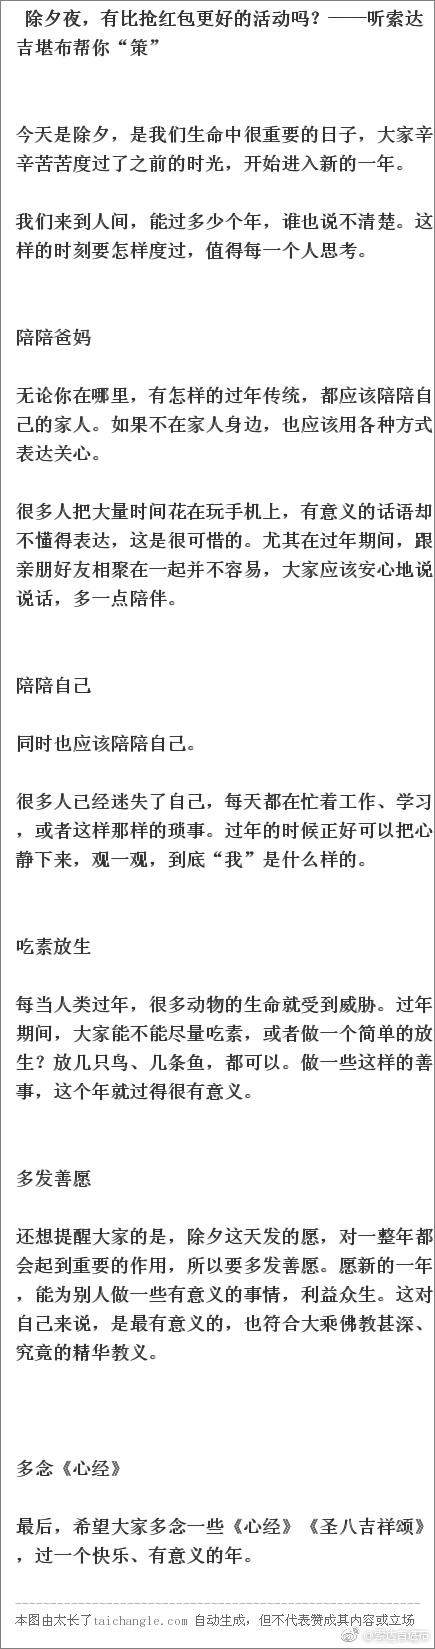 除夕夜，有比抢红包更好的活动吗？——听索达
吉堪布帮你“策”
今天是除夕，是我们生命中很重要的日子，大家辛
辛苦苦度过了之前的时光，开始进入新的一年。
我们来到人间，能过多少个年，谁也说不清楚。这
样的时刻要怎样度过，值得每一个人思考。
陪陪爸妈
无论你在哪里，有怎样的过年传统，都应该陪陪自
己的家人。如果不在家人身边，也应该用各种方式
表达关心。
很多人把大量时间花在玩手机上，有意义的话语却
不懂得表达，这是很可惜的。尤其在过年期间，跟
亲朋好友相聚在一起并不容易，大家应该安心地说
说话，多一点陪伴。
陪陪自己
同时也应该陪陪自己。
很多人已经迷失了自己，每天都在忙着工作、学习
，或者这样那样的琐事。过年的时候正好可以把心
静下来，观一观，到底“我”是什么样的。
吃素放生
每当人类过年，很多动物的生命就受到威胁。过年
期间，大家能不能尽量吃素，或者做一个简单的放
生？放几只鸟、几条鱼，都可以。做一些这样的善
事，这个年就过得很有意义。
多发善愿
还想提醒大家的是，除夕这天发的愿，对一整年都
会起到重要的作用，所以要多发善愿。愿新的一年
，能为别人做一些有意义的事情，利益众生。这对
自己来说，是最有意义的，也符合大乘佛教甚深、
究竟的精华教义。
多念《心经》
最后，希望大家多念一些《心经》《圣八吉祥颂》
，过一个快乐、有意义的年。
本图由太长了taichangle.com 自动生成，但不代表赞成其内容或立场